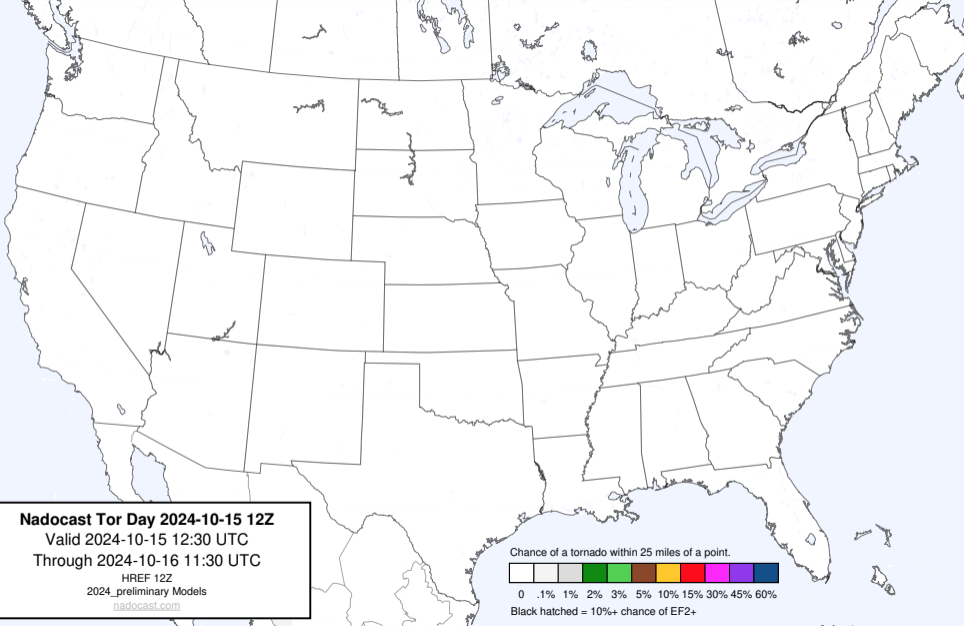 Nadocast Tor Day 2024-10-15 12Z
Valid 2024-10-15 12:30 UTC
Through 2024-10-16 11:30 UTC
HREF 12Z
2024_preliminary Models
nadocast.com
Chance of a tornado within 25 miles of a point.
0 .1% 1% 2% 3% 5% 10% 15% 30% 45% 60%
Black hatched = 10%+ chance of EF2+